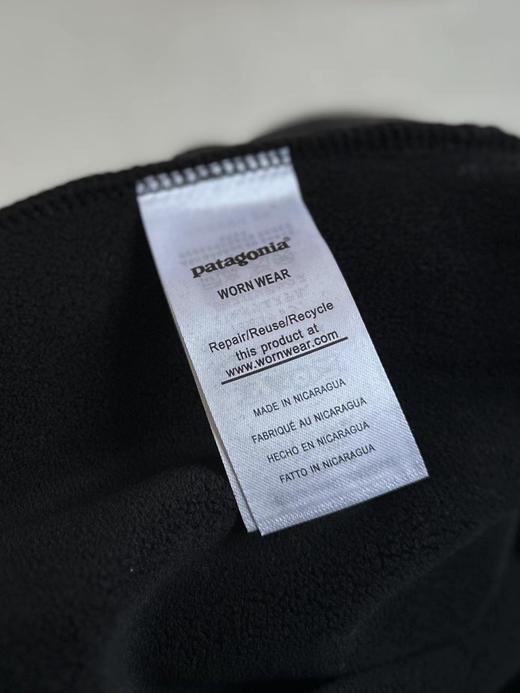 patagonia®
WORN WEAR
Repair/Reuse/Recycle
this product at
www.wornwear.com
MADE IN NICARAGUA
FABRIQUÉ AU NICARAGUA
HECHO EN NICARAGUA
FATTO IN NICARAGUA